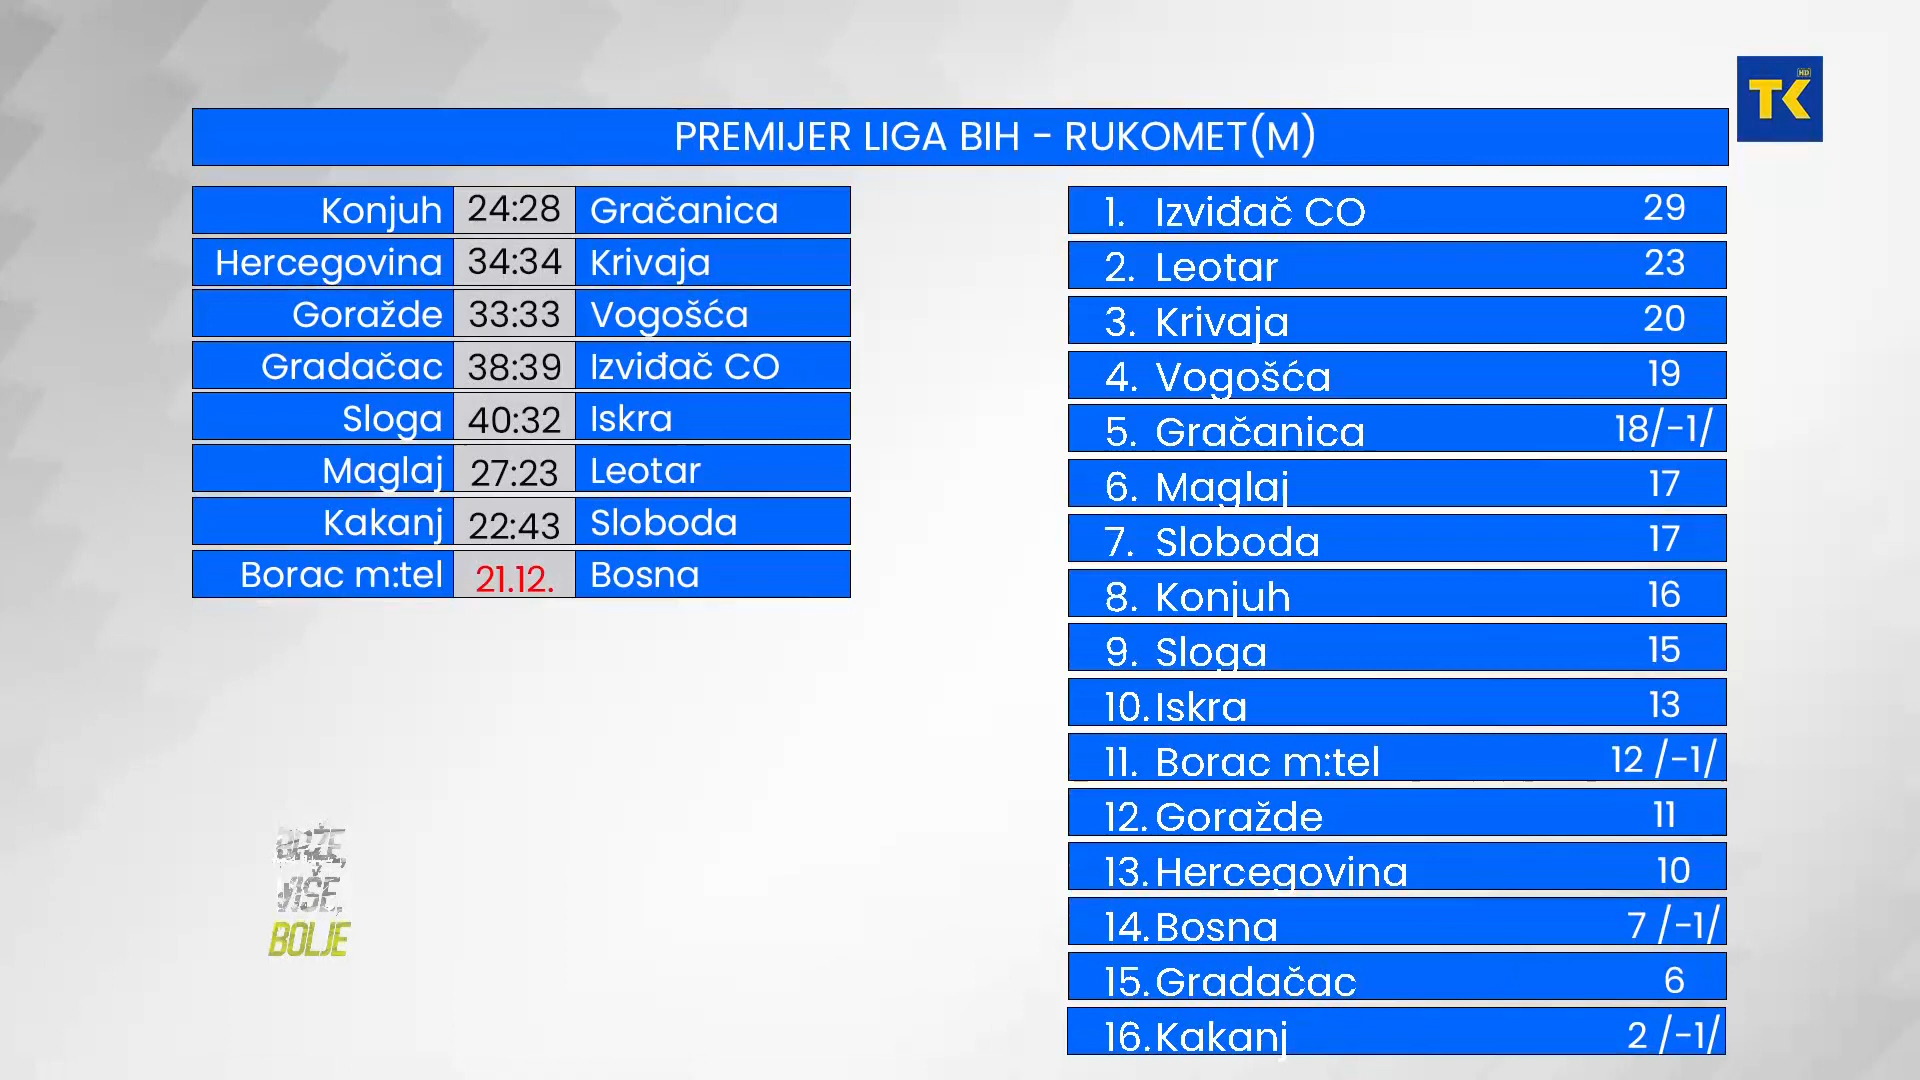 TK HD
PREMIJER LIGA BIH - RUKOMET(M)
Konjuh 24:28 Gračanica
Hercegovina 34:34 Krivaja
Goražde 33:33 Vogošća
Gradačac 38:39 Izviđač CO
Sloga 40:32 Iskra
Maglaj 27:23 Leotar
Kakanj 22:43 Sloboda
Borac m:tel 21.12. Bosna
1. Izviđač CO 29
2. Leotar 23
3. Krivaja 20
4. Vogošća 19
5. Gračanica 18/-1/
6. Maglaj 17
7. Sloboda 17
8. Konjuh 16
9. Sloga 15
10. Iskra 13
11. Borac m:tel 12 /-1/
12. Goražde 11
13. Hercegovina 10
14. Bosna 7 /-1/
15. Gradačac 6
16. Kakanj 2 /-1/
BRŽE,
VIŠE,
BOLJE